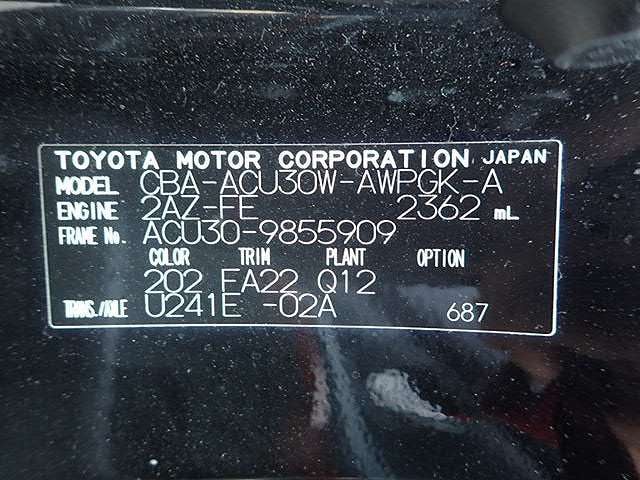 TOYOTA MOTOR CORPORATION JAPAN
MODEL CBA-ACU30W-AWPGK-A
ENGINE 2AZ-FE 2362 mL
FRAME No. ACU30-9855909
COLOR TRIM PLANT OPTION
202 EA22 Q12
TRANS./AXLE U241E -02A 687